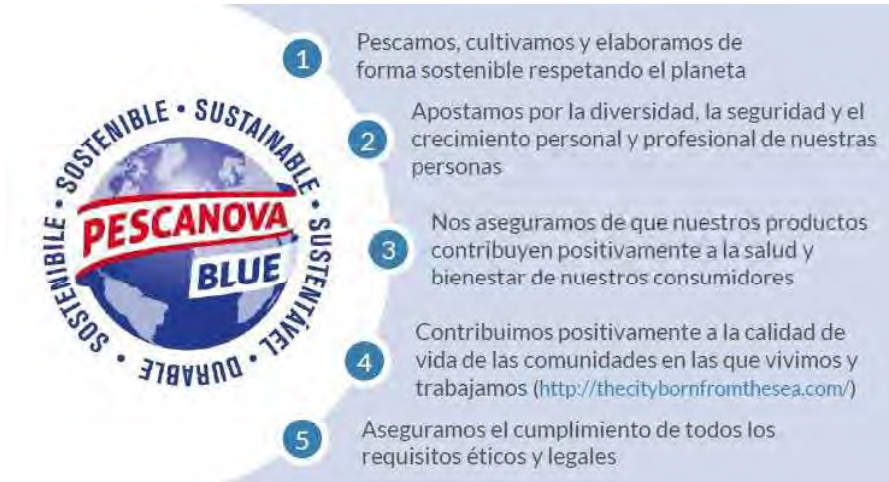 SOSTENIBLE • SUSTAINABLE • SUSTENTÁVEL • DURABLE • SOSTENIBILE •
PESCANOVA
BLUE
1
Pescamos, cultivamos y elaboramos de
forma sostenible respetando el planeta
2
Apostamos por la diversidad, la seguridad y el
crecimiento personal y profesional de nuestras
personas
3
Nos aseguramos de que nuestros productos
contribuyen positivamente a la salud y
bienestar de nuestros consumidores
4
Contribuimos positivamente a la calidad de
vida de las comunidades en las que vivimos y
trabajamos (http://thecitybornfromthesea.com/)
5
Aseguramos el cumplimiento de todos los
requisitos éticos y legales